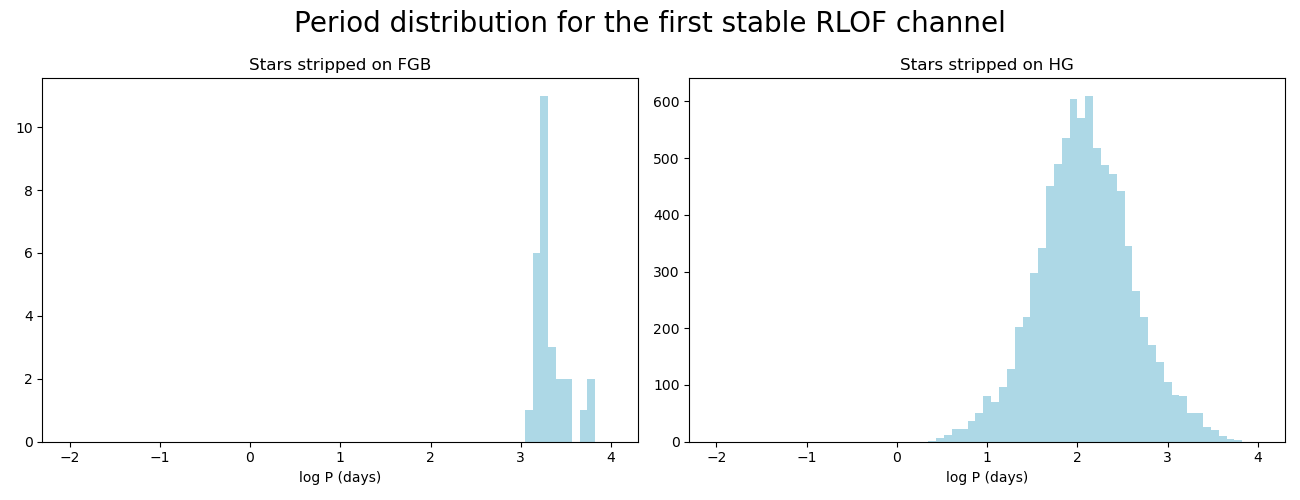 Period distribution for the first stable RLOF channel
Stars stripped on FGB
10
8
6
4
2
0
−2 −1 0 1 2 3 4
log P (days)
Stars stripped on HG
600
500
400
300
200
100
0
−2 −1 0 1 2 3 4
log P (days)